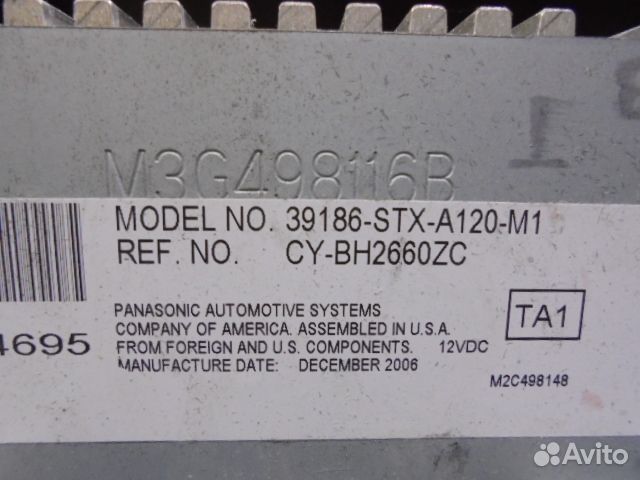 M3G498116B
MODEL NO. 39186-STX-A120-M1
REF. NO. CY-BH2660ZC
PANASONIC AUTOMOTIVE SYSTEMS
COMPANY OF AMERICA. ASSEMBLED IN U.S.A.
FROM FOREIGN AND U.S. COMPONENTS. 12VDC
MANUFACTURE DATE: DECEMBER 2006
TA1
4695
M2C498148
Avito